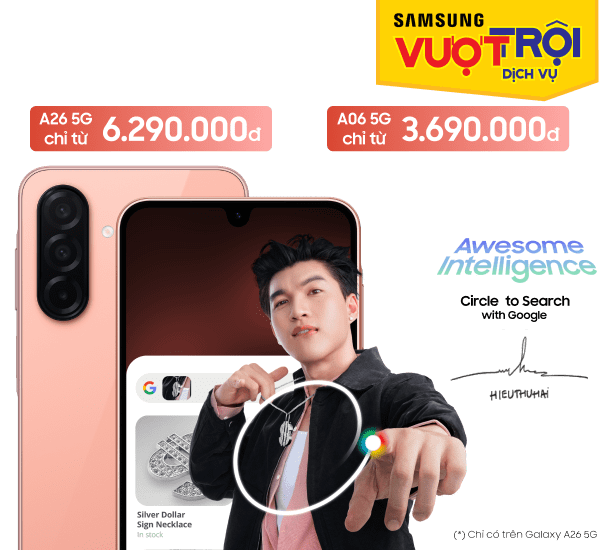 SAMSUNG
VƯỢT TRỘI
DỊCH VỤ
A26 5G
chỉ từ 6.290.000đ
A06 5G
chỉ từ 3.690.000đ
Awesome
Intelligence
Circle to Search
with Google
HIEUTHUHAI
G
Silver Dollar
Sign Necklace
In stock
(*) Chỉ có trên Galaxy A26 5G